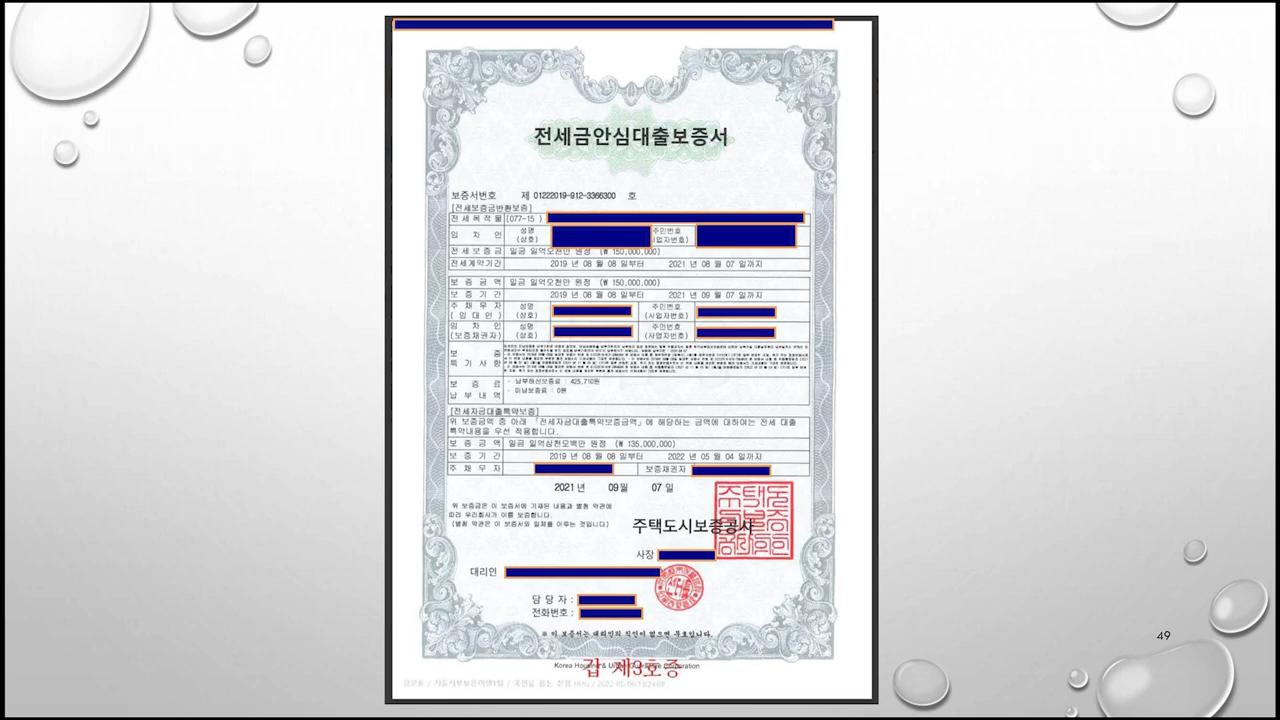 전세금안심대출보증서
보증서번호 제 01222019-912-3366300 호
[전세보증금반환보증]
전 세 목 적 물 (077-15 )
임 차 인 성명 (상호) 주민번호 (사업자번호)
전 세 보 증 금 일금 일억오천만 원정 (₩ 150,000,000)
전세계약기간 2019 년 08 월 08 일부터 2021 년 08 월 07 일까지
보 증 금 액 일금 일억오천만 원정 (₩ 150,000,000)
보 증 기 간 2019 년 08 월 08 일부터 2021 년 09 월 07 일까지
주 채 무 자 (임 대 인) 성명 (상호) 주민번호 (사업자번호)
임 차 인 (보증채권자) 성명 (상호) 주민번호 (사업자번호)
보 증 특 기 사 항
보 증 료 납 부 내 역 - 납부해신보증료 : 425,710원
- 미납보증료 : 0원
[전세자금대출특약보증]
위 보증금액 중 아래 「전세자금대출특약보증금액」에 해당하는 금액에 대하여는 전세 대출
특약내용을 우선 적용합니다.
보 증 금 액 일금 일억삼천오백만 원정 (₩ 135,000,000)
보 증 기 간 2019 년 08 월 08 일부터 2022 년 05 월 04 일까지
주 채 무 자 보증채권자
2021 년 09월 07 일
위 보증금은 이 보증서에 기재된 내용과 별첨 약관에
따라 우리회사가 이를 보증합니다.
(별첨 약관은 이 보증서와 일체를 이루는 것입니다)
주택도시보증공사
사장
대리인
담 당 자 :
전화번호 :
※ 이 보증서는 대리인의 직인이 없으면 무효입니다.
Korea Housing & Urban Guarantee Corporation
갑 제3호증
49